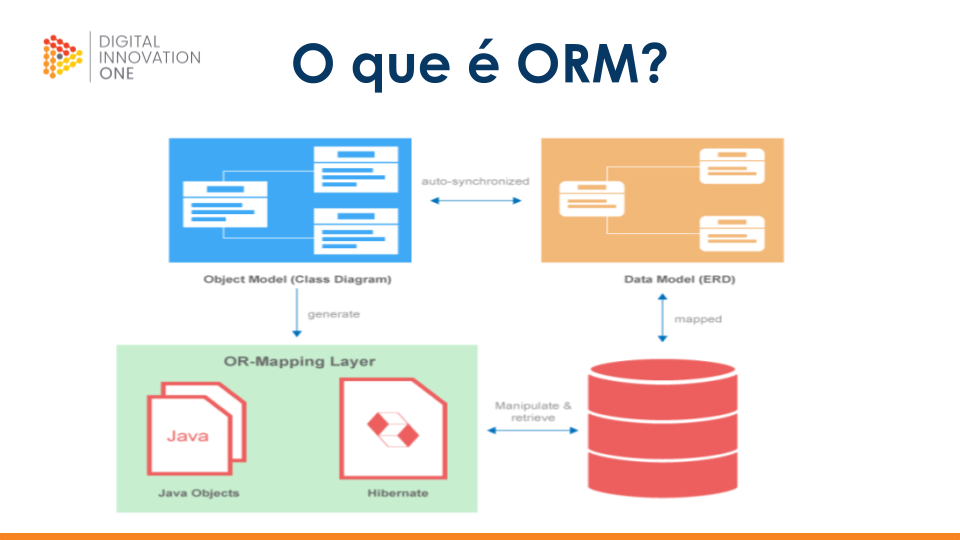 DIGITAL
INNOVATION
ONE
O que é ORM?
auto-synchronized
Object Model (Class Diagram)
Data Model (ERD)
generate
mapped
OR-Mapping Layer
Java
Manipulate &
retrieve
Java Objects
Hibernate